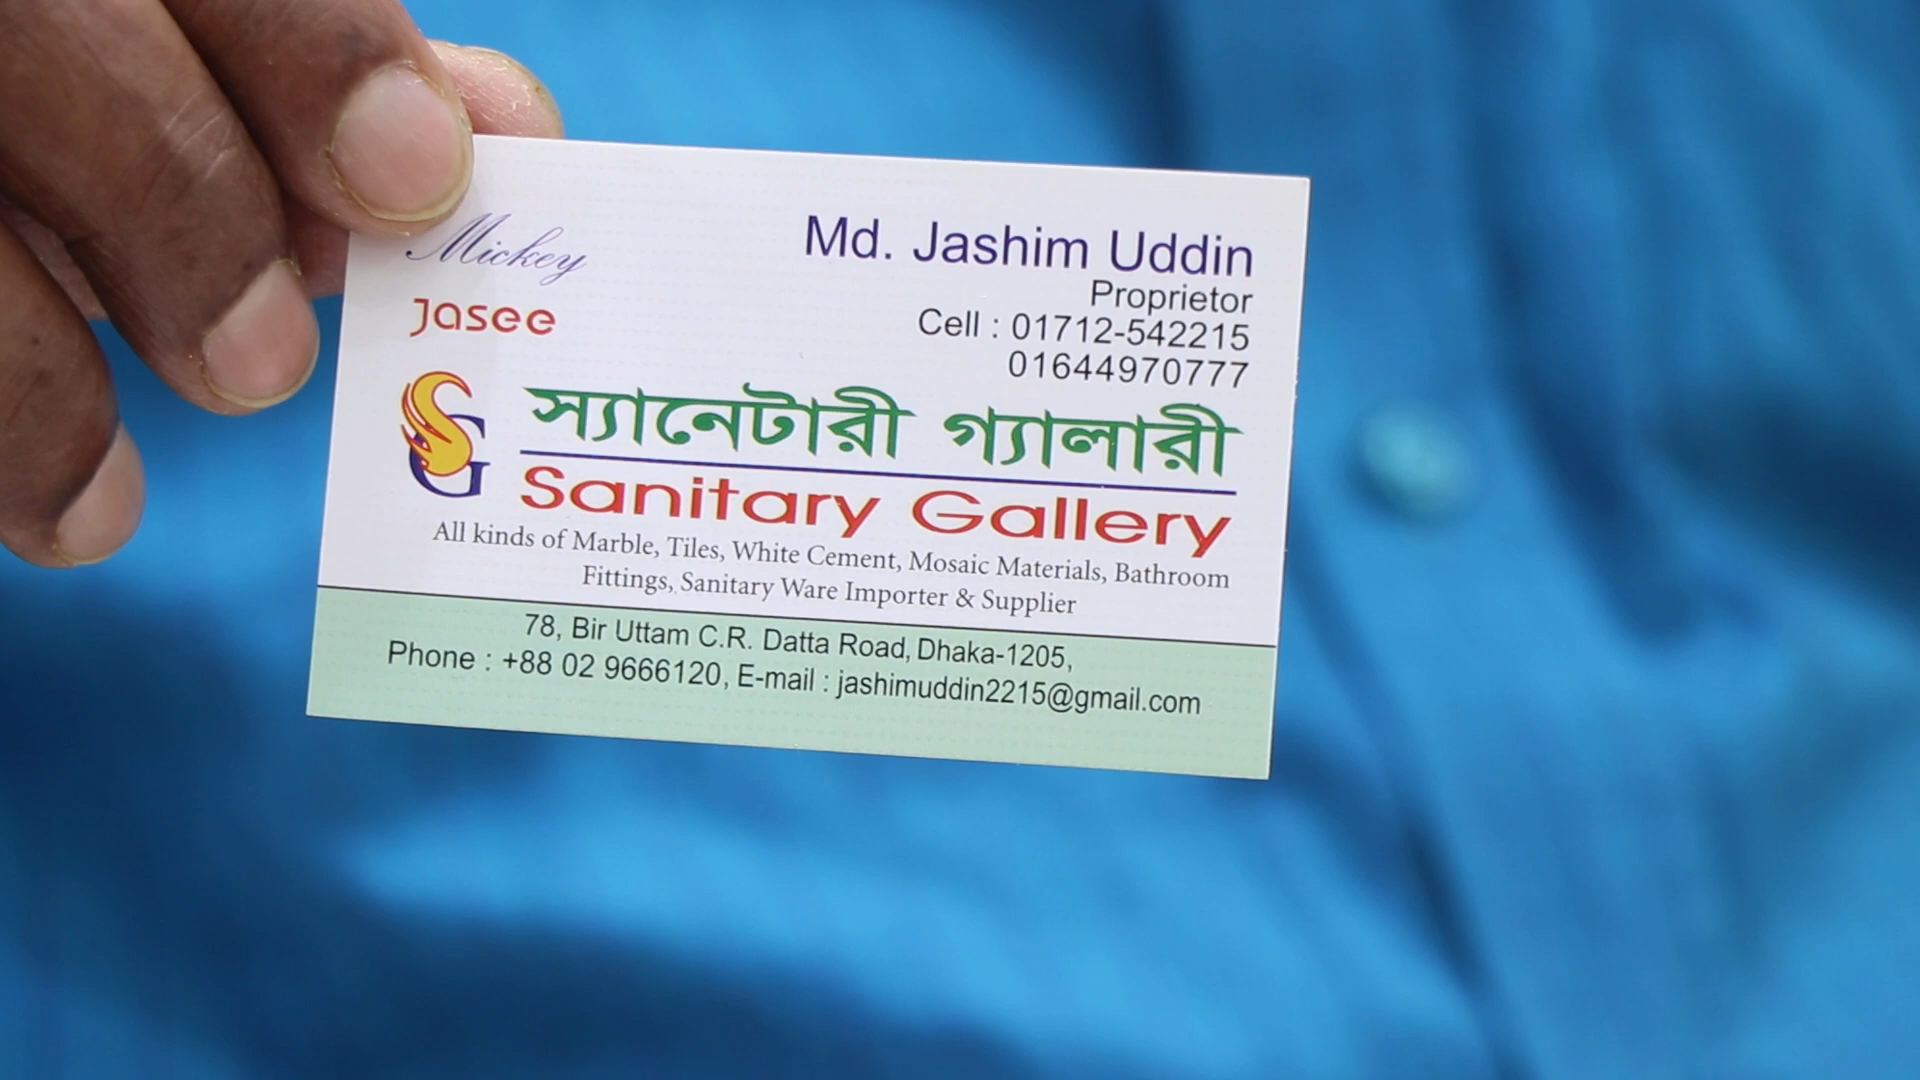 Mickey
Jasee
Md. Jashim Uddin
Proprietor
Cell : 01712-542215
01644970777
SG
স্যানেটারী গ্যালারী
Sanitary Gallery
All kinds of Marble, Tiles, White Cement, Mosaic Materials, Bathroom
Fittings, Sanitary Ware Importer & Supplier
78, Bir Uttam C.R. Datta Road, Dhaka-1205,
Phone : +88 02 9666120, E-mail : jashimuddin2215@gmail.com